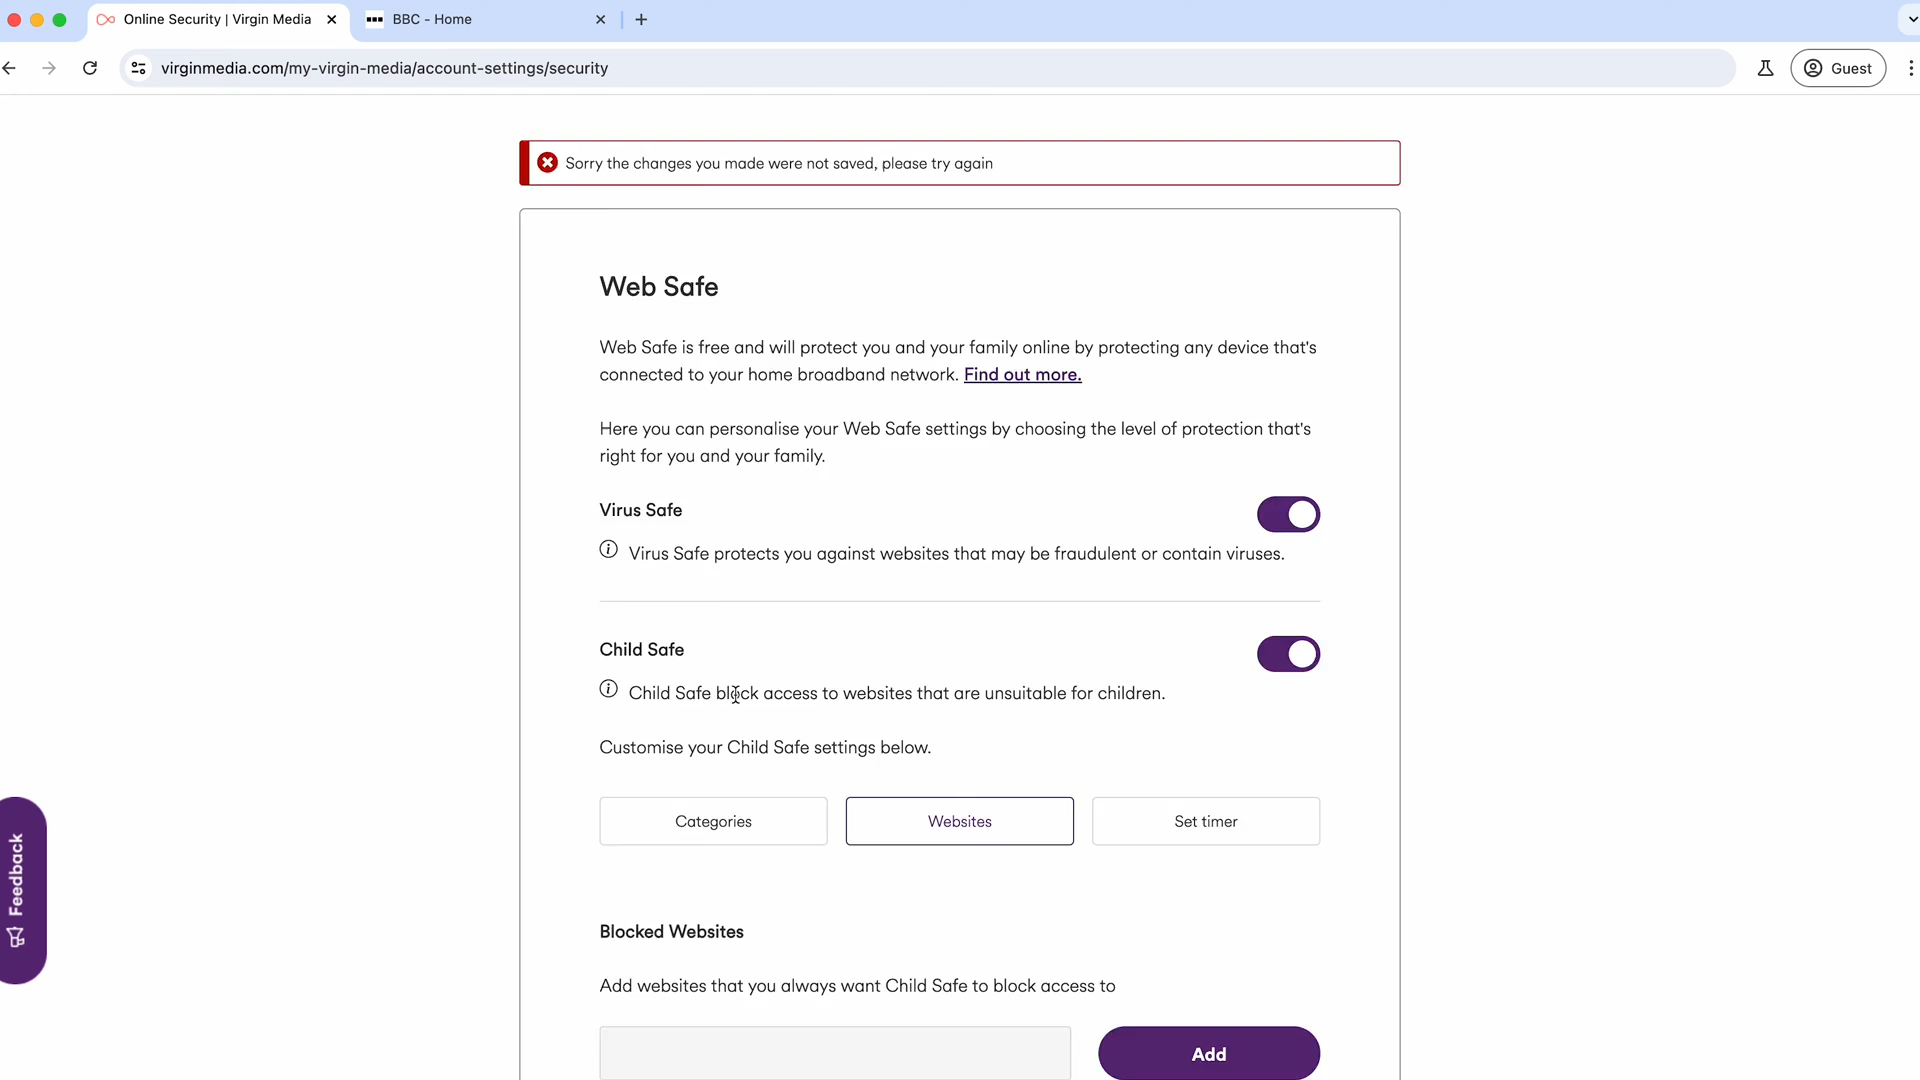 Online Security | Virgin Media
BBC - Home
virginmedia.com/my-virgin-media/account-settings/security
Guest
Sorry the changes you made were not saved, please try again
Web Safe
Web Safe is free and will protect you and your family online by protecting any device that's
connected to your home broadband network. Find out more.
Here you can personalise your Web Safe settings by choosing the level of protection that's
right for you and your family.
Virus Safe
Virus Safe protects you against websites that may be fraudulent or contain viruses.
Child Safe
Child Safe block access to websites that are unsuitable for children.
Customise your Child Safe settings below.
Categories
Websites
Set timer
Feedback
Blocked Websites
Add websites that you always want Child Safe to block access to
Add